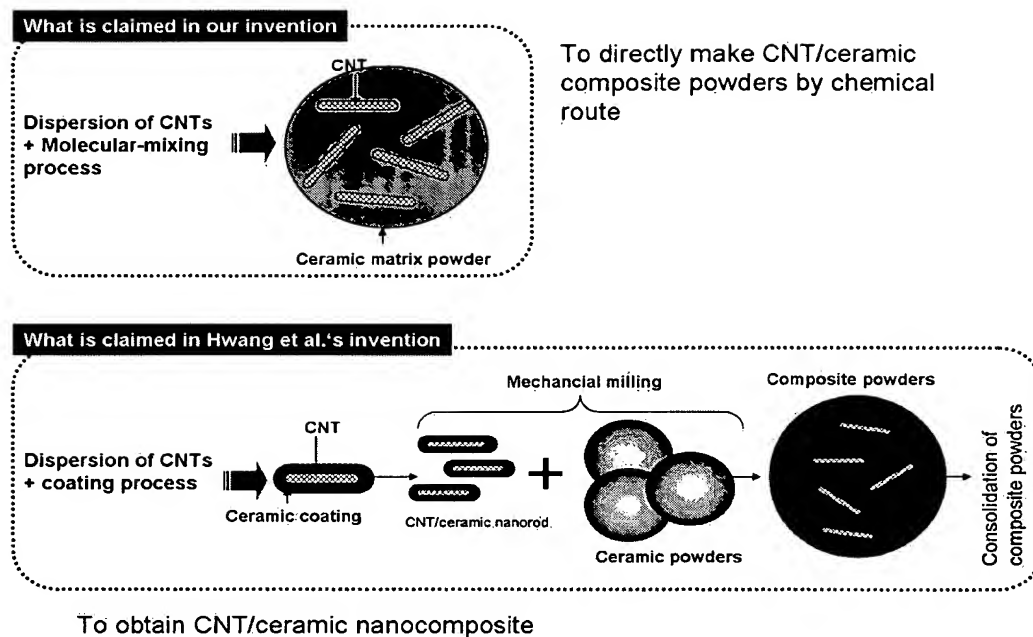 What is claimed in our invention
CNT
Dispersion of CNTs
+ Molecular-mixing
process
Ceramic matrix powder
To directly make CNT/ceramic
composite powders by chemical
route
What is claimed in Hwang et al.'s invention
Mechancial milling
Composite powders
CNT
Dispersion of CNTs
+ coating process
Ceramic coating
CNT/ceramic nanorod
Ceramic powders
Consolidation of
composite powders
To obtain CNT/ceramic nanocomposite